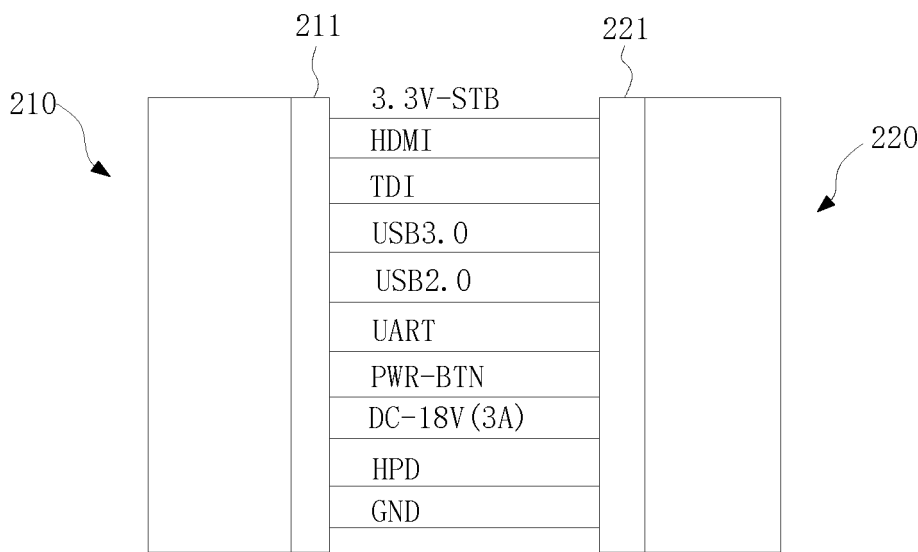 211
221
210
220
3.3V-STB
HDMI
TDI
USB3.0
USB2.0
UART
PWR-BTN
DC-18V(3A)
HPD
GND